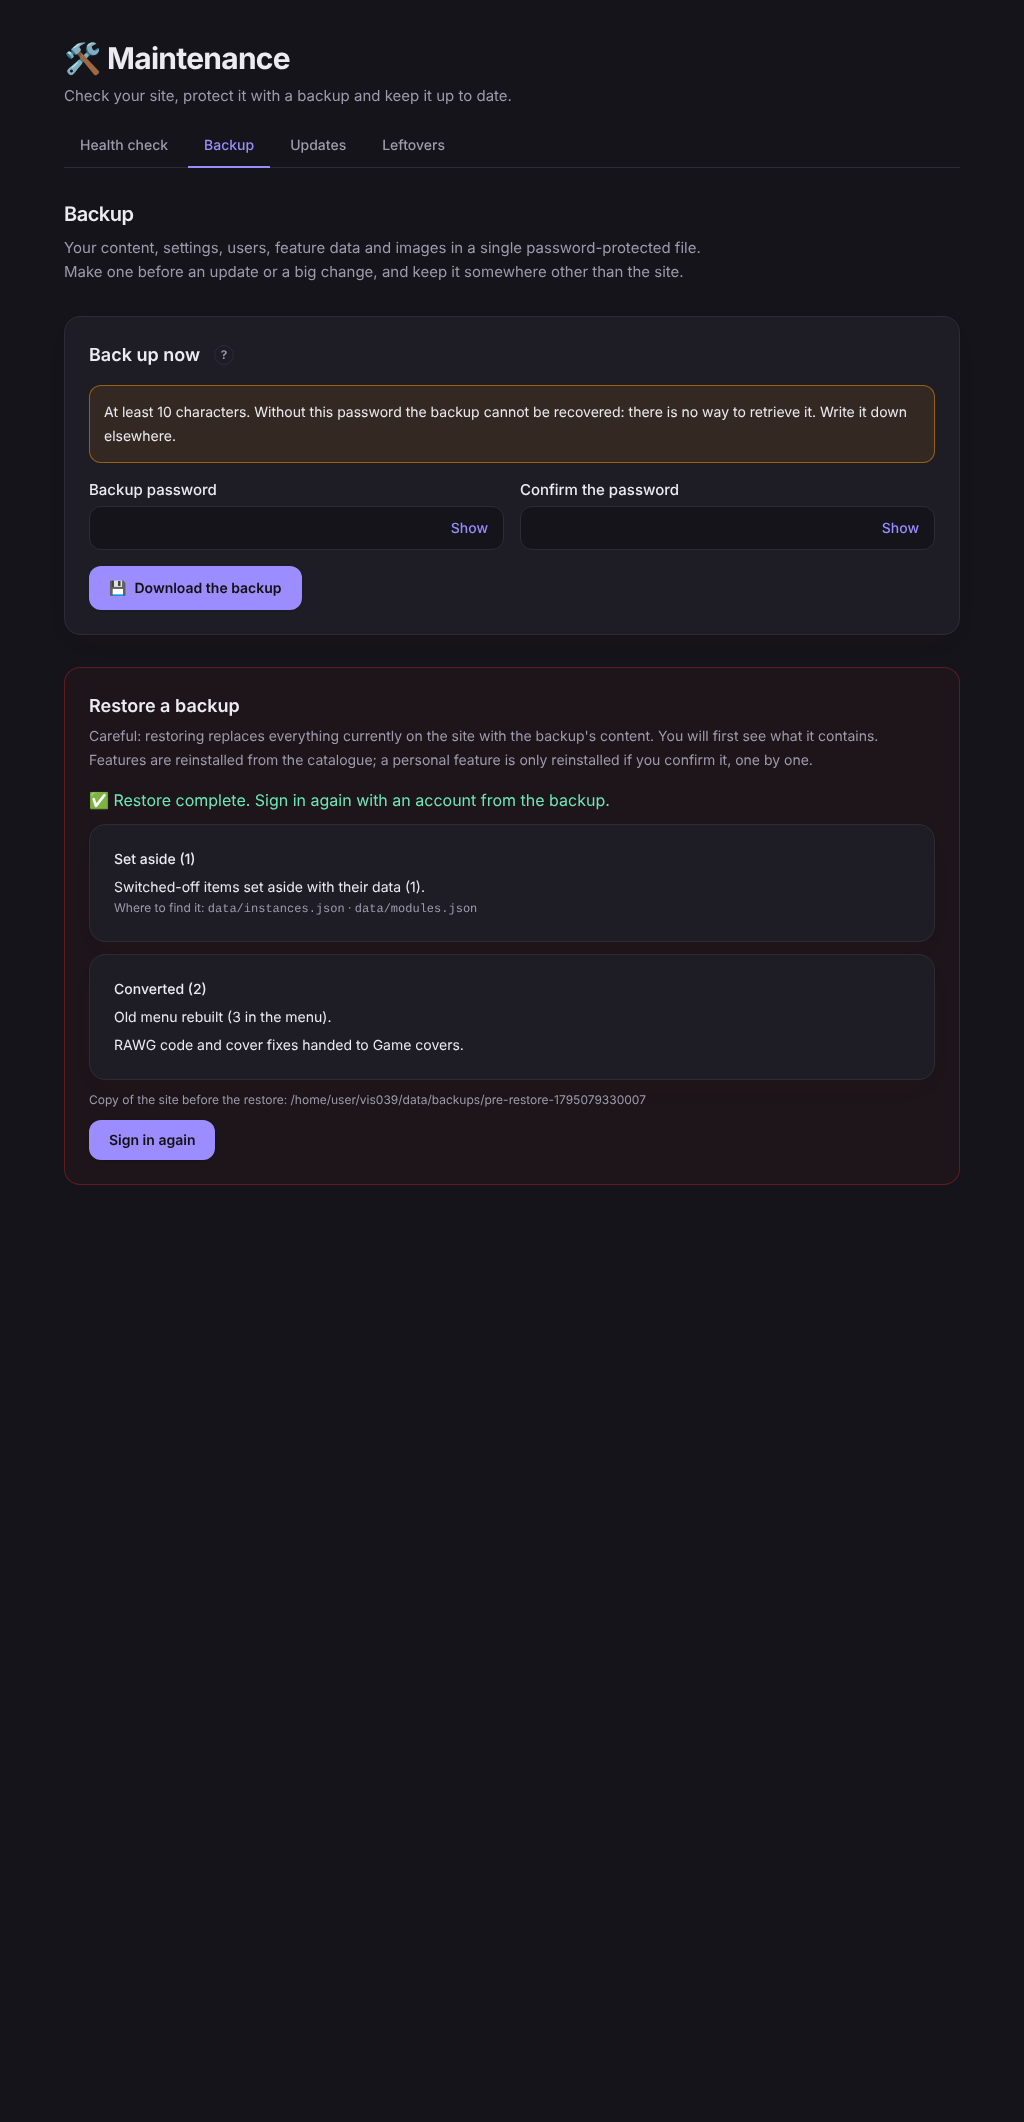 🛠️ Maintenance
Check your site, protect it with a backup and keep it up to date.
Health check
Backup
Updates
Leftovers
Backup
Your content, settings, users, feature data and images in a single password-protected file.
Make one before an update or a big change, and keep it somewhere other than the site.
Back up now ?
At least 10 characters. Without this password the backup cannot be recovered: there is no way to retrieve it. Write it down
elsewhere.
Backup password
Show
Confirm the password
Show
💾 Download the backup
Restore a backup
Careful: restoring replaces everything currently on the site with the backup's content. You will first see what it contains.
Features are reinstalled from the catalogue; a personal feature is only reinstalled if you confirm it, one by one.
✅ Restore complete. Sign in again with an account from the backup.
Set aside (1)
Switched-off items set aside with their data (1).
Where to find it: data/instances.json · data/modules.json
Converted (2)
Old menu rebuilt (3 in the menu).
RAWG code and cover fixes handed to Game covers.
Copy of the site before the restore: /home/user/vis039/data/backups/pre-restore-1795079330007
Sign in again